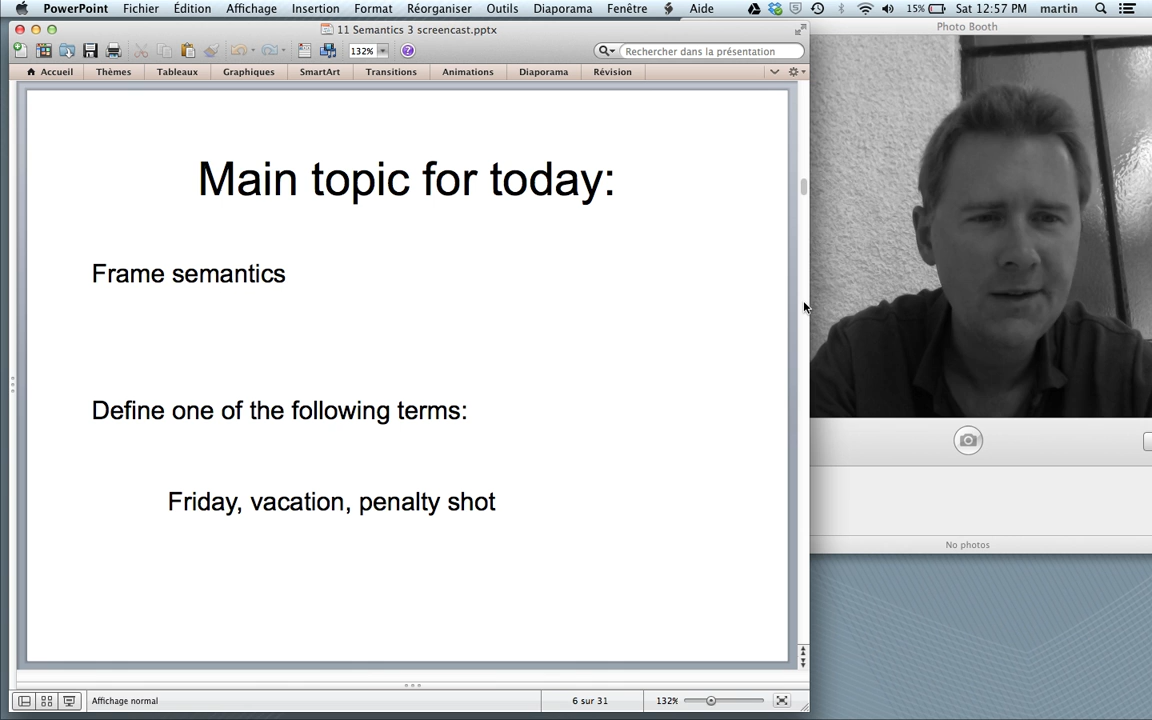 PowerPoint Fichier Édition Affichage Insertion Format Réorganiser Outils Diaporama Fenêtre Aide 15% Sat 12:57 PM martin
11 Semantics 3 screencast.pptx
Photo Booth
132% Rechercher dans la présentation
Accueil Thèmes Tableaux Graphiques SmartArt Transitions Animations Diaporama Révision
Main topic for today:
Frame semantics
Define one of the following terms:
Friday, vacation, penalty shot
No photos
Affichage normal 6 sur 31 132%